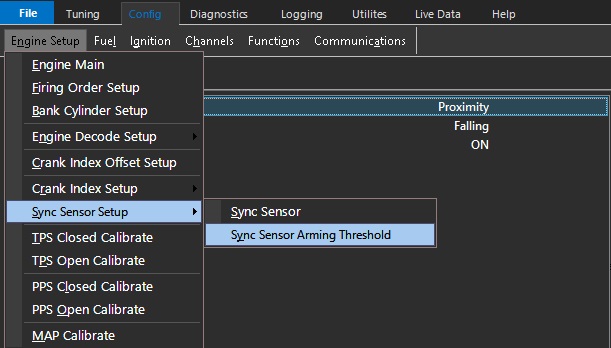 File Tuning Config Diagnostics Logging Utilites Live Data Help
Engine Setup Fuel Ignition Channels Functions Communications
Engine Main
Firing Order Setup
Proximity
Bank Cylinder Setup
Falling
Engine Decode Setup
ON
Crank Index Offset Setup
Crank Index Setup
Sync Sensor Setup
Sync Sensor
Sync Sensor Arming Threshold
TPS Closed Calibrate
TPS Open Calibrate
PPS Closed Calibrate
PPS Open Calibrate
MAP Calibrate